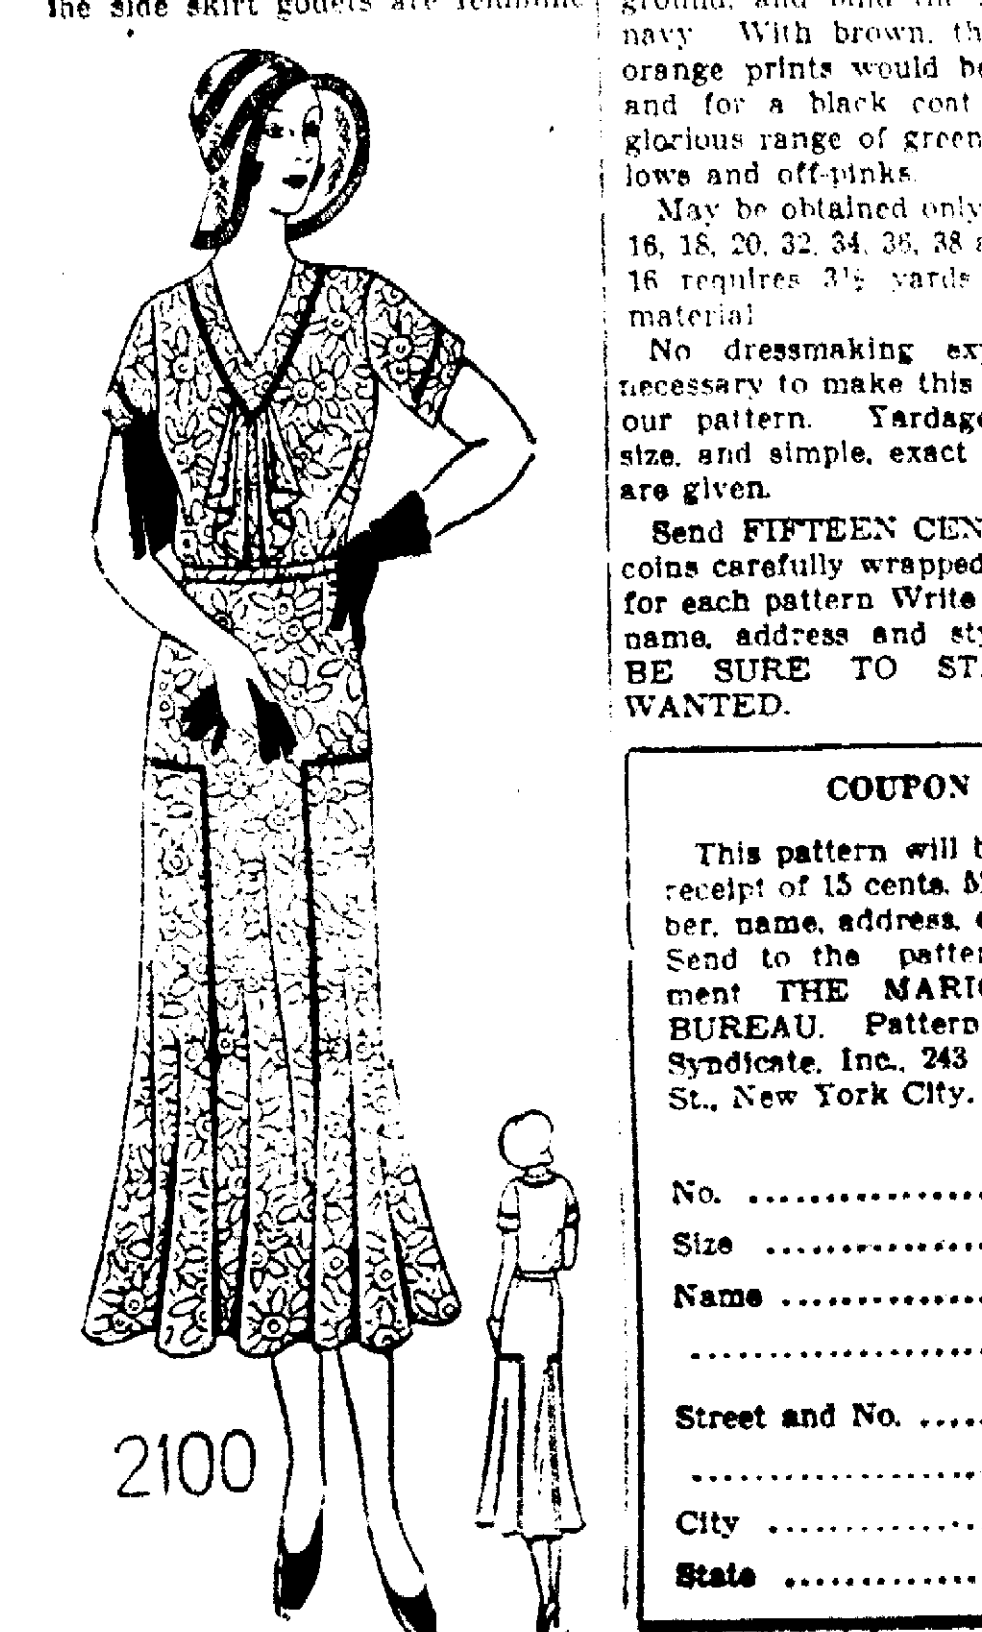 the side skirt godets are feminine
ground, and bind the
navy With brown, th
orange prints would be
and for a black coat
glorious range of green
lows and off-pinks.
May be obtained only
16, 18, 20, 32, 34, 36, 38 a
16 requires 3½ yards
material
No dressmaking ex
necessary to make this
our pattern. Yardage
size, and simple, exact
are given.
Send FIFTEEN CEN
coins carefully wrapped
for each pattern Write
name, address and sty
BE SURE TO ST
WANTED.
COUPON
This pattern will b
receipt of 15 cents,
ber, name, address,
Send to the patter
ment THE MARI
BUREAU. Pattern
Syndicate, Inc., 243
St., New York City.
No. ................
Size ..............
Name .............
...................
Street and No. ....
...................
City .............
State ............
2100